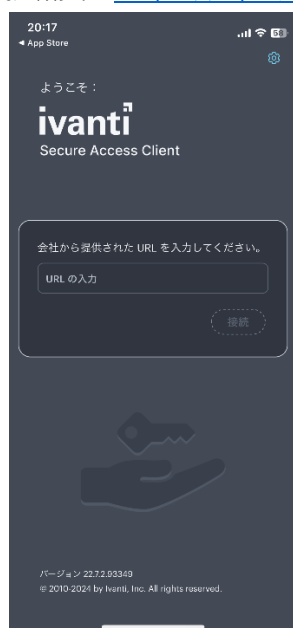 20:17
50
◀ App Store
ようこそ：
ivanti
Secure Access Client
会社から提供された URL を入力してください。
URL の入力
接続
バージョン 22.7.2.93349
© 2010-2024 by Ivanti, Inc. All rights reserved.